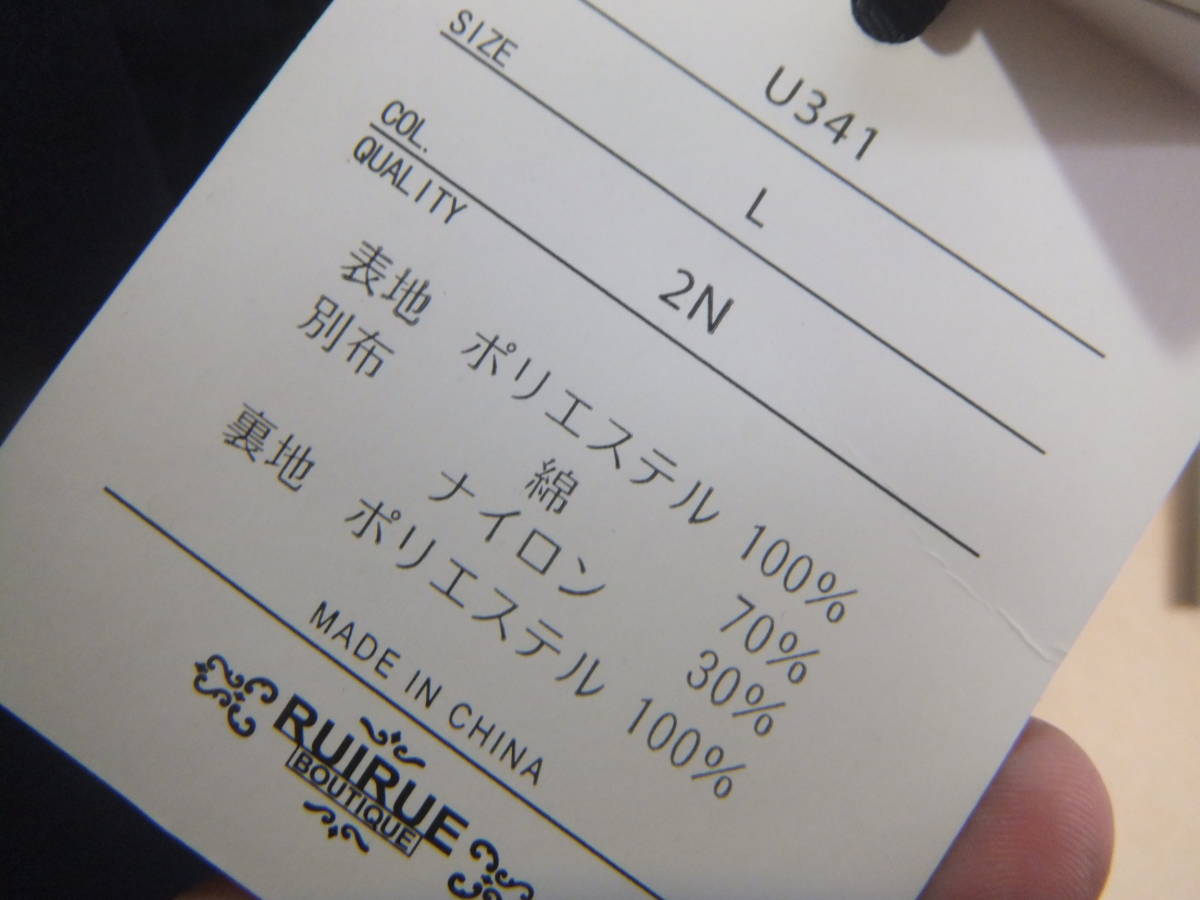 U341
SIZE
L
COL.
2N
QUALITY
表地 ポリエステル 100%
別布 綿 70%
ナイロン 30%
裏地 ポリエステル 100%
MADE IN CHINA
RUIRUE
BOUTIQUE